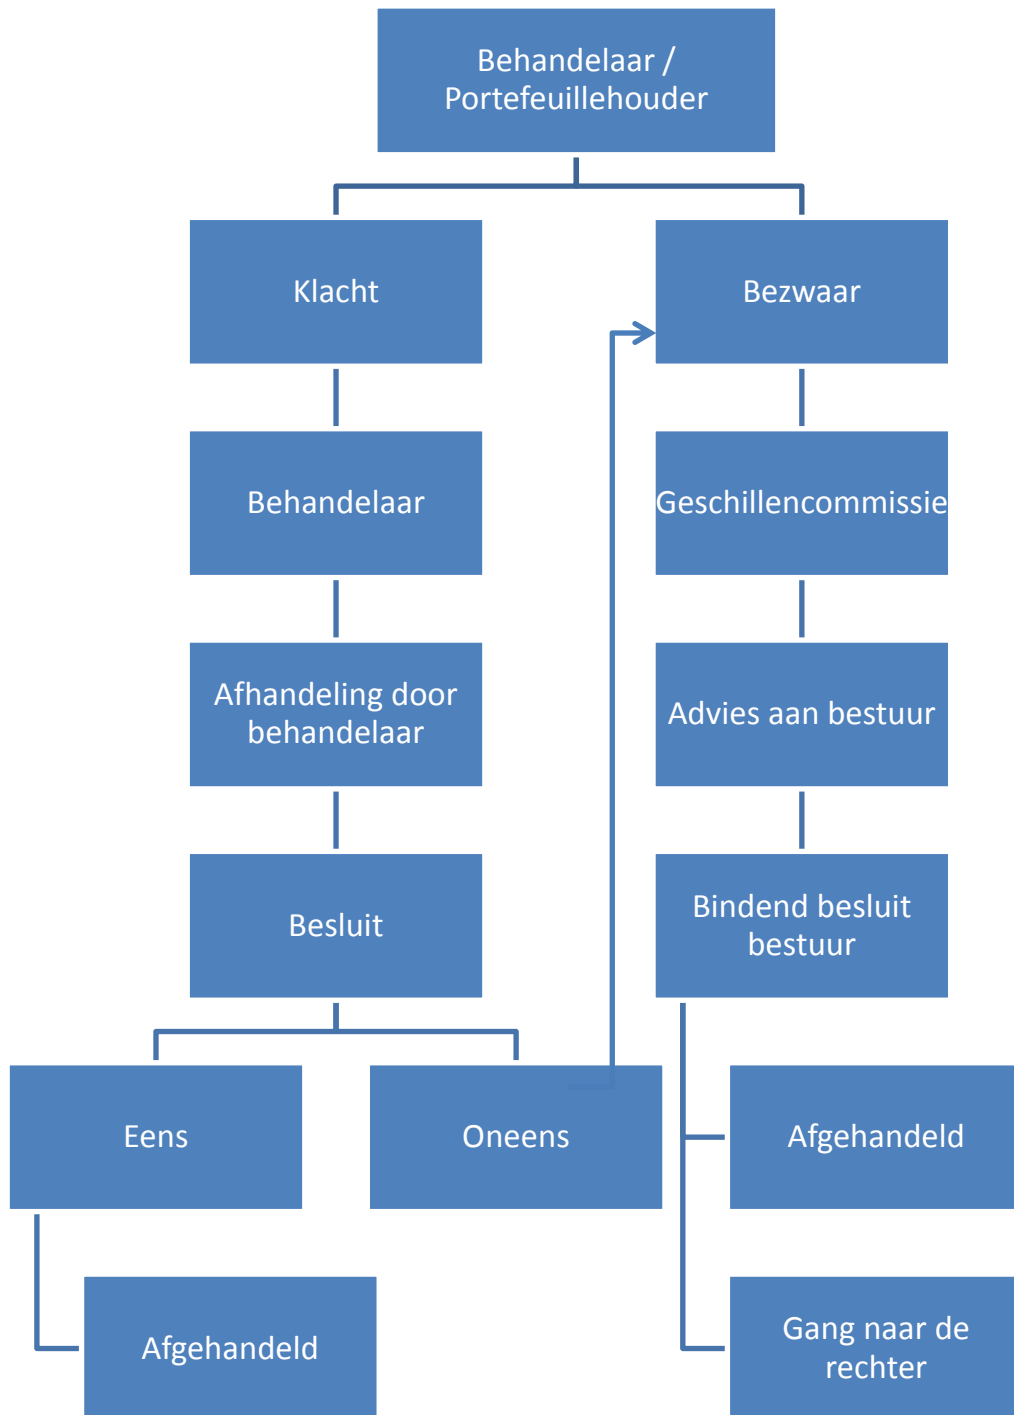 Behandelaar /
Portefeuillehouder
Klacht
Bezwaar
Behandelaar
Geschillencommissie
Afhandeling door
behandelaar
Advies aan bestuur
Besluit
Bindend besluit
bestuur
Eens
Oneens
Afgehandeld
Afgehandeld
Gang naar de
rechter